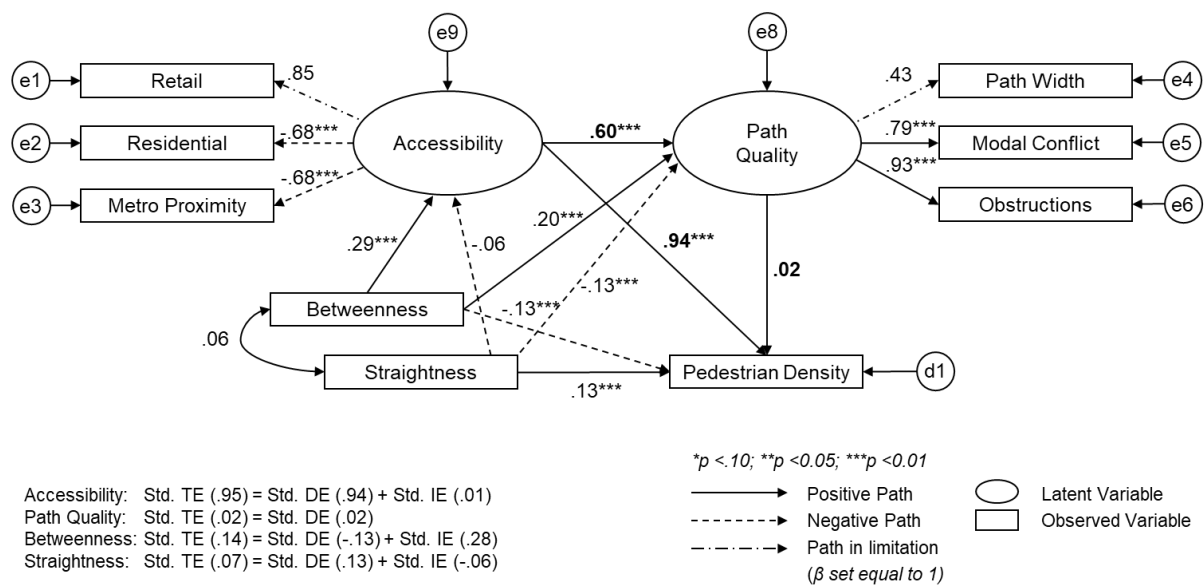 e9
e8
e1
Retail
.85
.43
Path Width
e4
e2
Residential
-.68***
Accessibility
.60***
Path
Quality
.79***
Modal Conflict
e5
e3
Metro Proximity
-.68***
.93***
Obstructions
e6
.29***
-.06
.20***
.94***
.02
-.13***
Betweenness
-.13***
.06
Straightness
.13***
Pedestrian Density
d1
*p <.10; **p <0.05; ***p <0.01
Accessibility: Std. TE (.95) = Std. DE (.94) + Std. IE (.01)
Path Quality: Std. TE (.02) = Std. DE (.02)
Betweenness: Std. TE (.14) = Std. DE (-.13) + Std. IE (.28)
Straightness: Std. TE (.07) = Std. DE (.13) + Std. IE (-.06)
Positive Path
Negative Path
Path in limitation
(β set equal to 1)
Latent Variable
Observed Variable